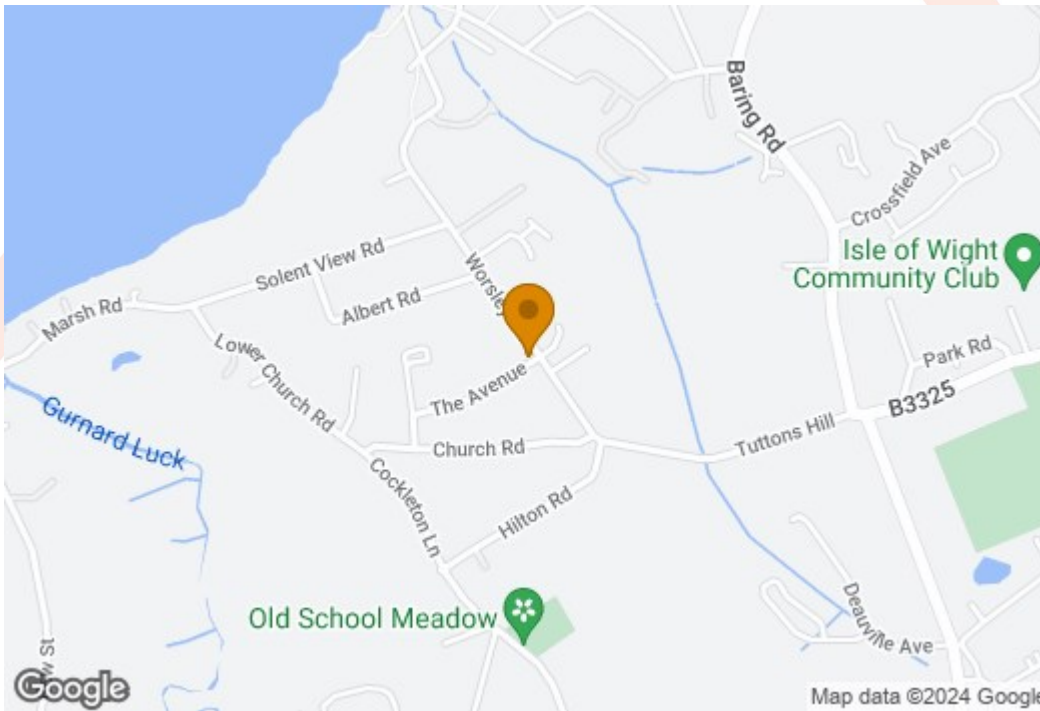 Baring Rd
Crossfield Ave
Isle of Wight
Community Club
Solent View Rd
Worsley
Albert Rd
Marsh Rd
Lower Church Rd
Park Rd
The Avenue
B3325
Gurnard Luck
Church Rd
Tuttons Hill
Cockleton Ln
Hilton Rd
Old School Meadow
Deauville Ave
w St
Google
Map data ©2024 Google